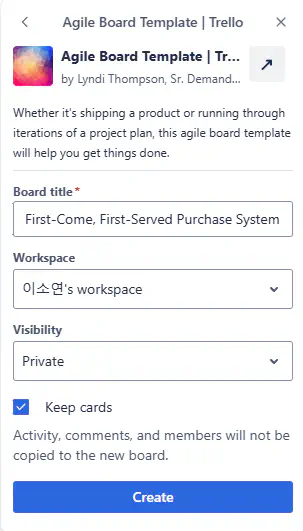 Agile Board Template | Trello
Agile Board Template | Tr...
by Lyndi Thompson, Sr. Demand...
Whether it's shipping a product or running through
iterations of a project plan, this agile board template
will help you get things done.
Board title*
First-Come, First-Served Purchase System
Workspace
이소연's workspace
Visibility
Private
Keep cards
Activity, comments, and members will not be
copied to the new board.
Create